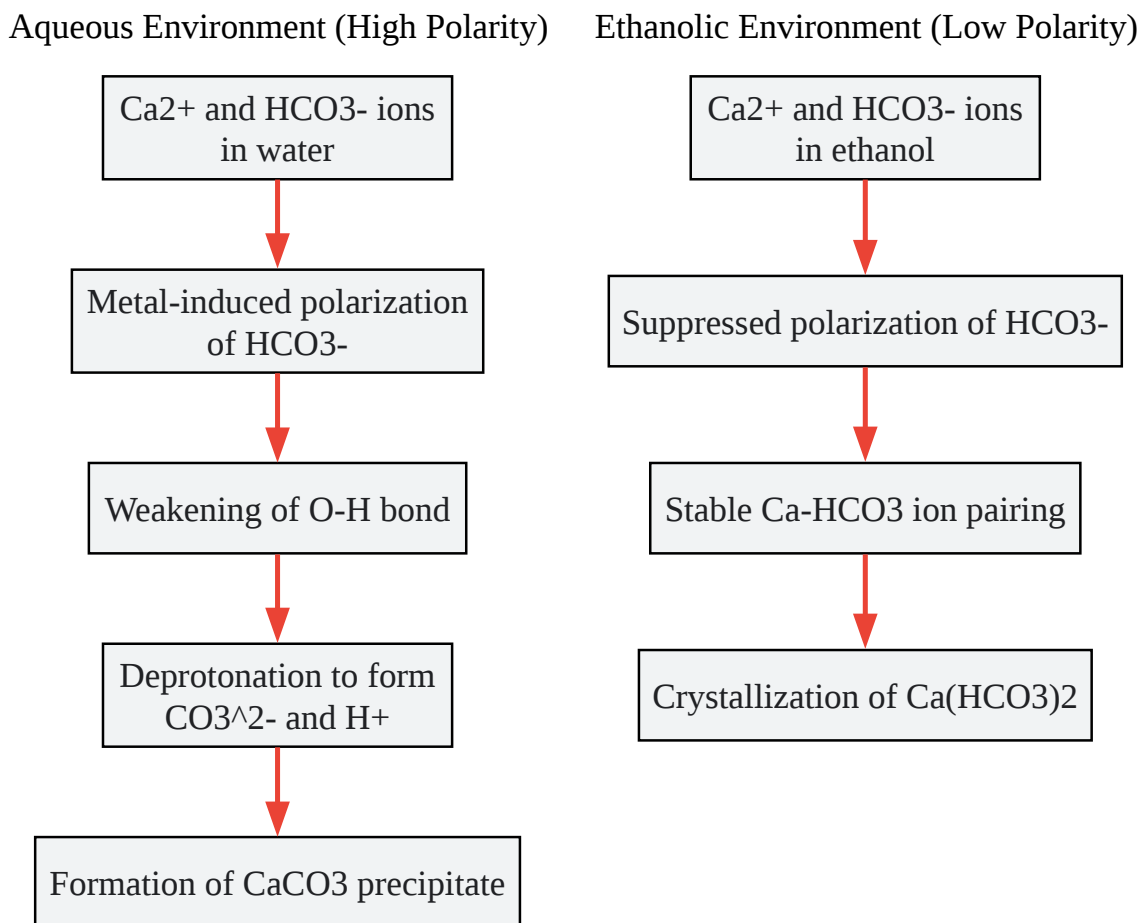 Aqueous Environment (High Polarity)
Ca2+ and HCO3- ions
in water
Metal-induced polarization
of HCO3-
Weakening of O-H bond
Deprotonation to form
CO3^2- and H+
Formation of CaCO3 precipitate
Ethanolic Environment (Low Polarity)
Ca2+ and HCO3- ions
in ethanol
Suppressed polarization of HCO3-
Stable Ca-HCO3 ion pairing
Crystallization of Ca(HCO3)2